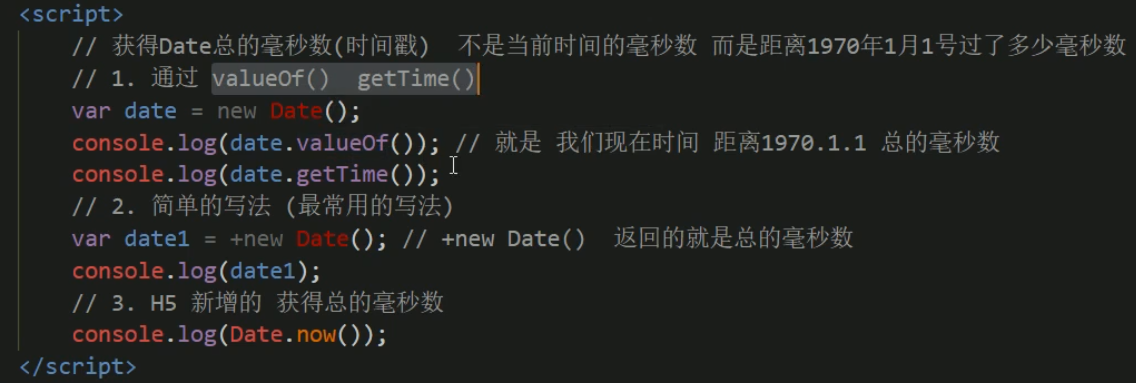 <script>
// 获得Date总的毫秒数(时间戳)  不是当前时间的毫秒数 而是距离1970年1月1号过了多少毫秒数
// 1. 通过 valueOf()  getTime()
var date = new Date();
console.log(date.valueOf()); // 就是 我们现在时间 距离1970.1.1 总的毫秒数
console.log(date.getTime());
// 2. 简单的写法 (最常用的写法)
var date1 = +new Date(); // +new Date()  返回的就是总的毫秒数
console.log(date1);
// 3. H5 新增的 获得总的毫秒数
console.log(Date.now());
</script>